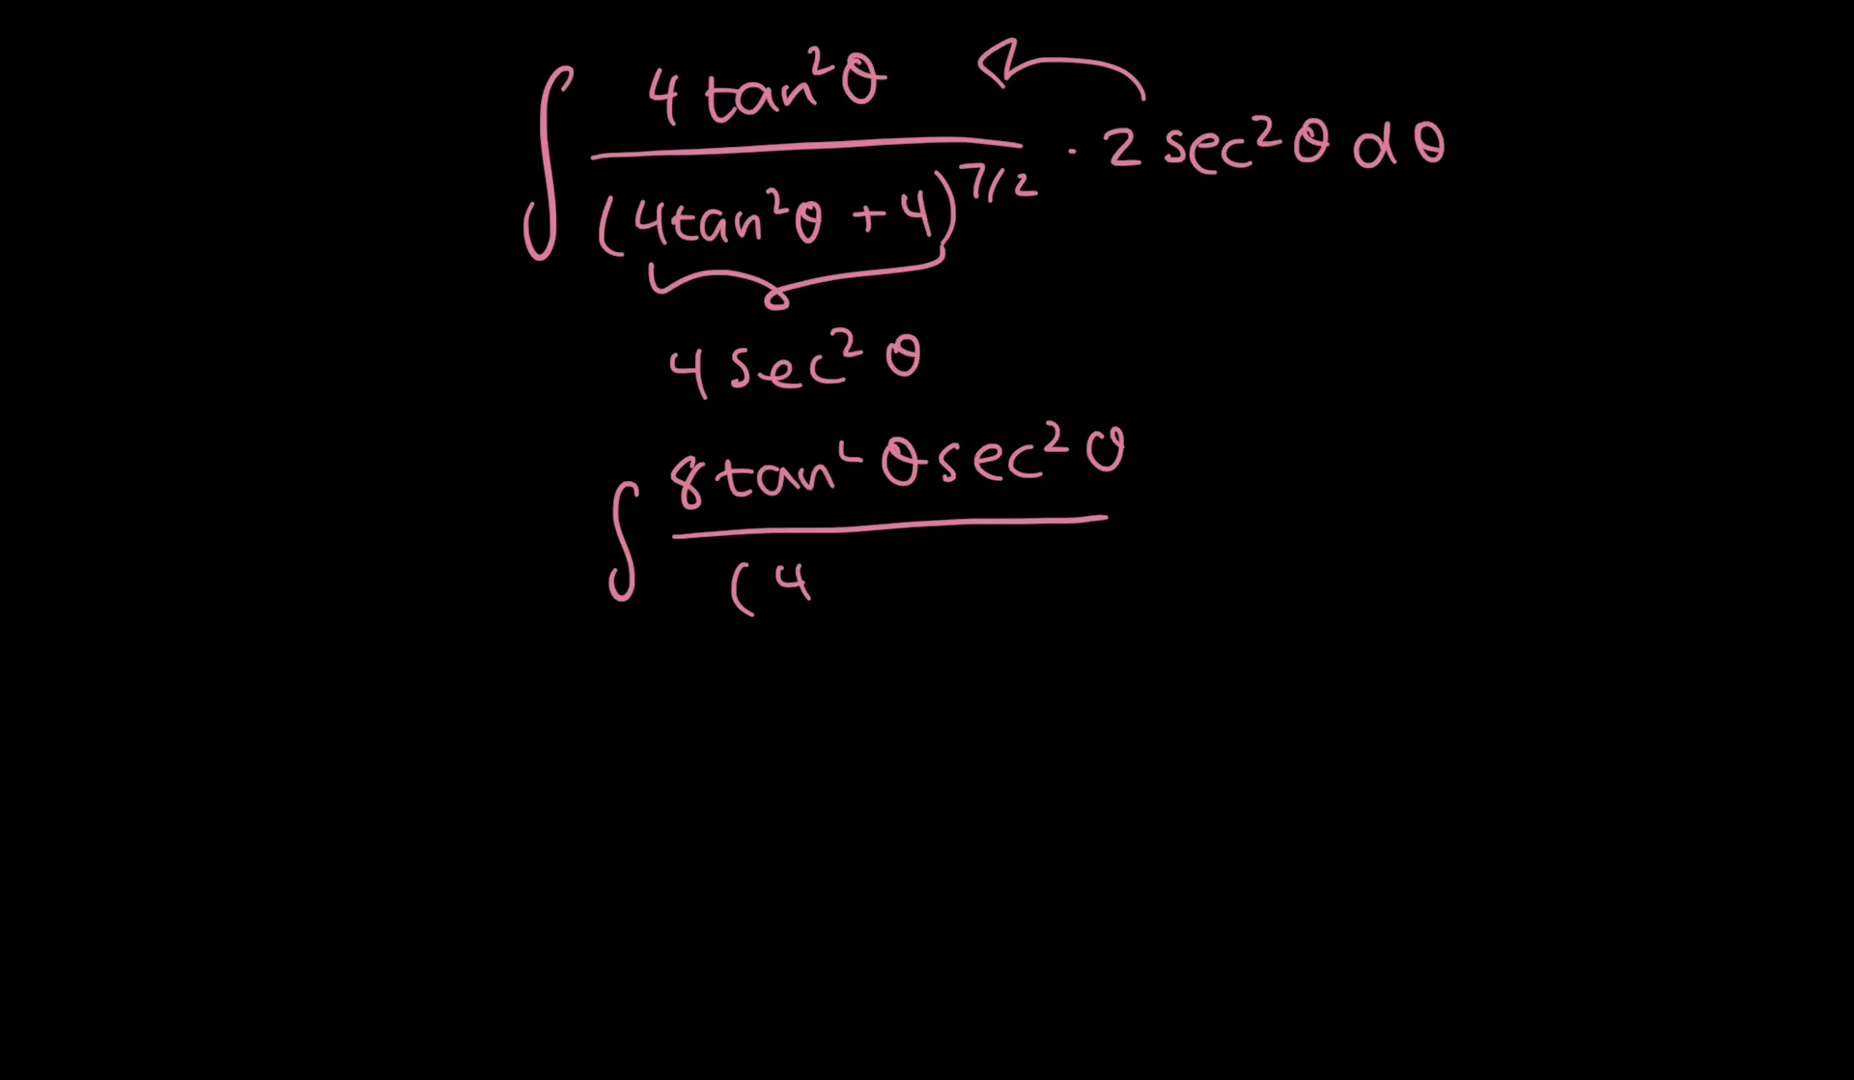 ∫ 4 tan²θ / (4tan²θ + 4)^7/2 · 2 sec²θ dθ
4 sec²θ
∫ 8 tan²θ sec²θ / (4